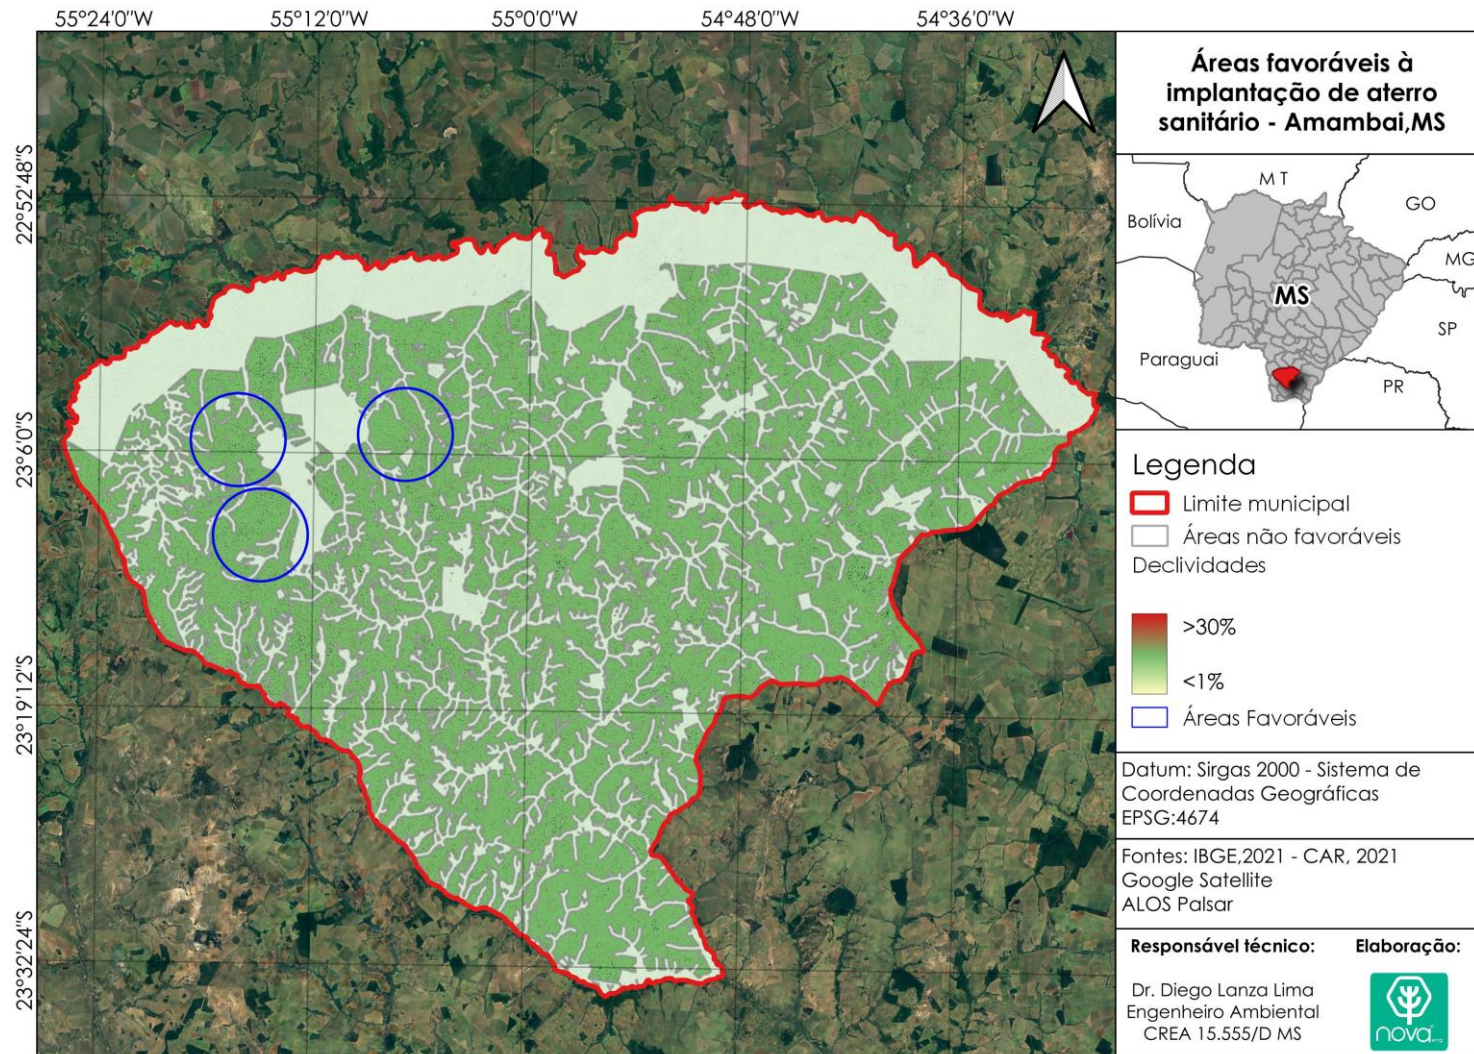 55°24'0"W 55°12'0"W 55°0'0"W 54°48'0"W 54°36'0"W
22°52'48"S
23°6'0"S
23°19'12"S
23°32'24"S
Áreas favoráveis à
implantação de aterro
sanitário - Amambai,MS
MT
GO
Bolívia
MG
MS
SP
Paraguai
PR
Legenda
Limite municipal
Áreas não favoráveis
Declividades
>30%
<1%
Áreas Favoráveis
Datum: Sirgas 2000 - Sistema de
Coordenadas Geográficas
EPSG:4674
Fontes: IBGE,2021 - CAR, 2021
Google Satellite
ALOS Palsar
Responsável técnico: Elaboração:
Dr. Diego Lanza Lima
Engenheiro Ambiental
CREA 15.555/D MS
nova